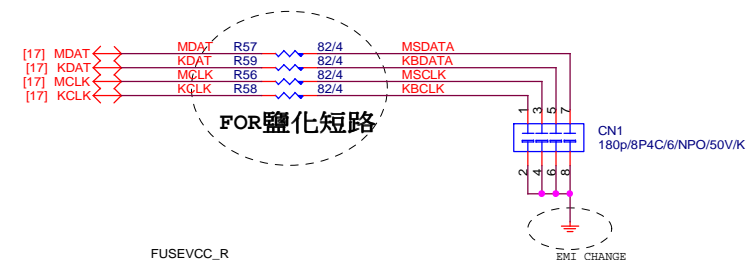 [17] MDAT MDAT R57 82/4 MSDATA
[17] KDAT KDAT R59 82/4 KBDATA
[17] MCLK MCLK R56 82/4 MSCLK
[17] KCLK KCLK R58 82/4 KBCLK
FOR鹽化短路
1 3 5 7
CN1
180p/8P4C/6/NPO/50V/K
2 4 6 8
FUSEVCC_R
EMI CHANGE